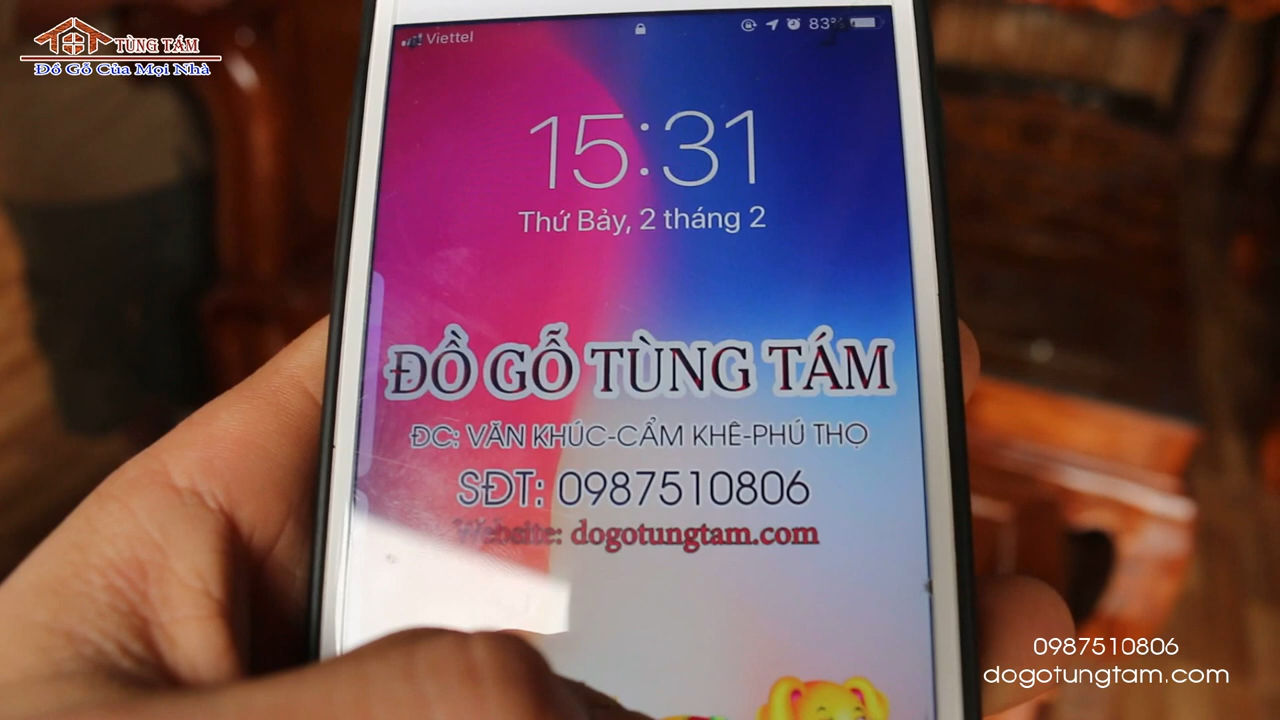 TÙNG TÁM
Đồ Gỗ Của Mọi Nhà
Viettel
83%
15:31
Thứ Bảy, 2 tháng 2
ĐỒ GỖ TÙNG TÁM
ĐC: VĂN KHÚC-CẨM KHÊ-PHÚ THỌ
SĐT: 0987510806
Website: dogotungtam.com
0987510806
dogotungtam.com